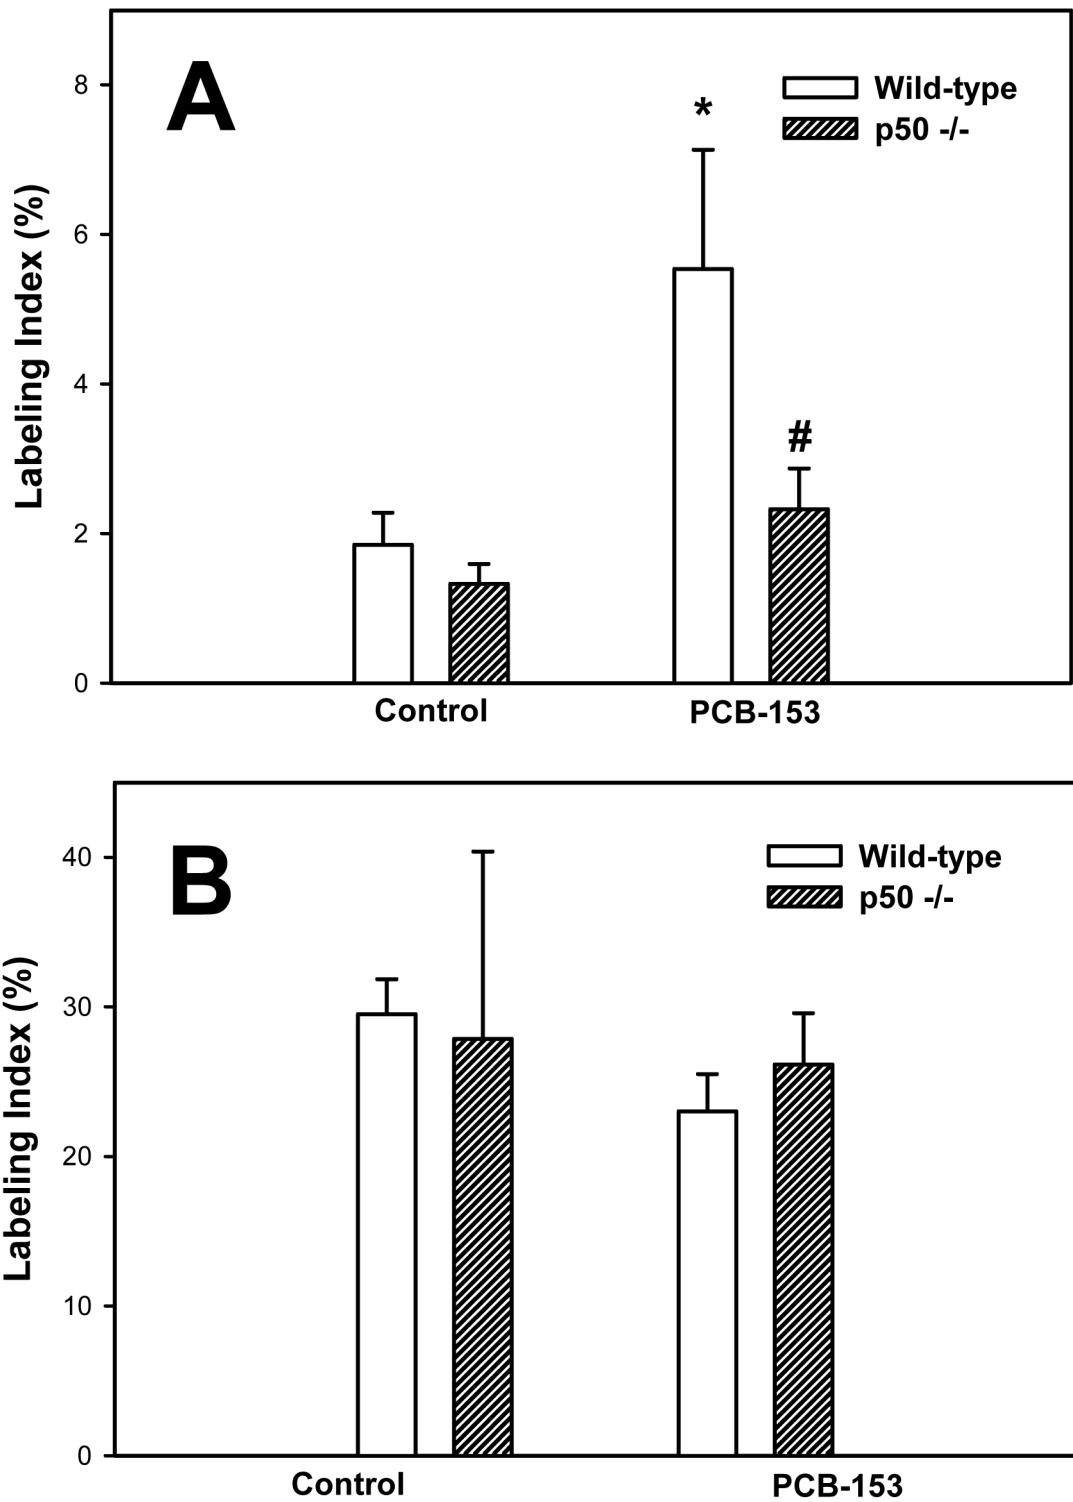 A
Wild-type
p50 -/-
*
#
Labeling Index (%)
8
6
4
2
0
Control PCB-153
B
Wild-type
p50 -/-
Labeling Index (%)
40
30
20
10
0
Control PCB-153